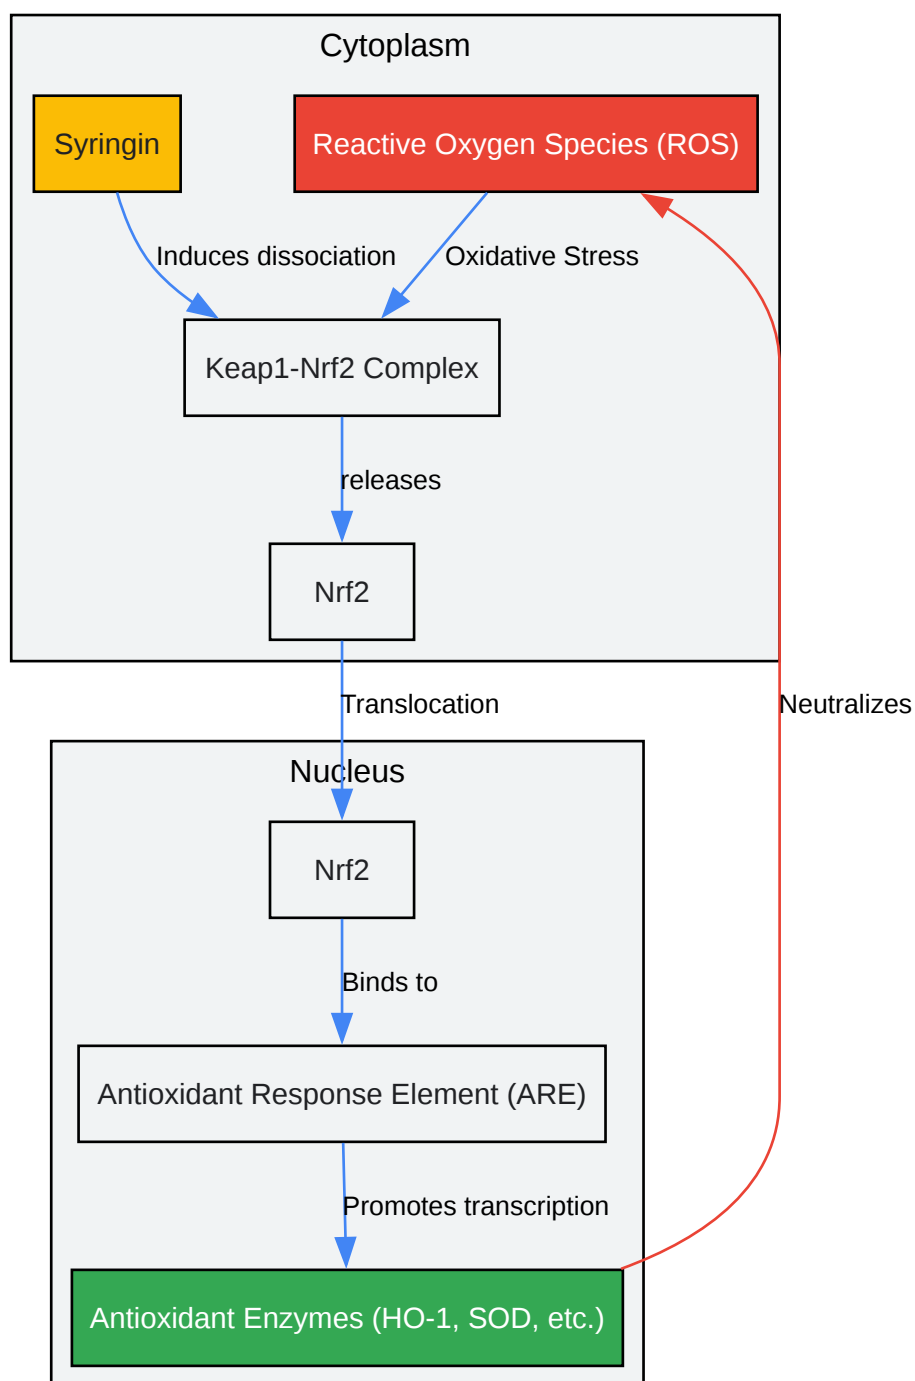 Cytoplasm
Syringin
Reactive Oxygen Species (ROS)
Induces dissociation
Oxidative Stress
Keap1-Nrf2 Complex
releases
Nrf2
Translocation
Neutralizes
Nucleus
Nrf2
Binds to
Antioxidant Response Element (ARE)
Promotes transcription
Antioxidant Enzymes (HO-1, SOD, etc.)